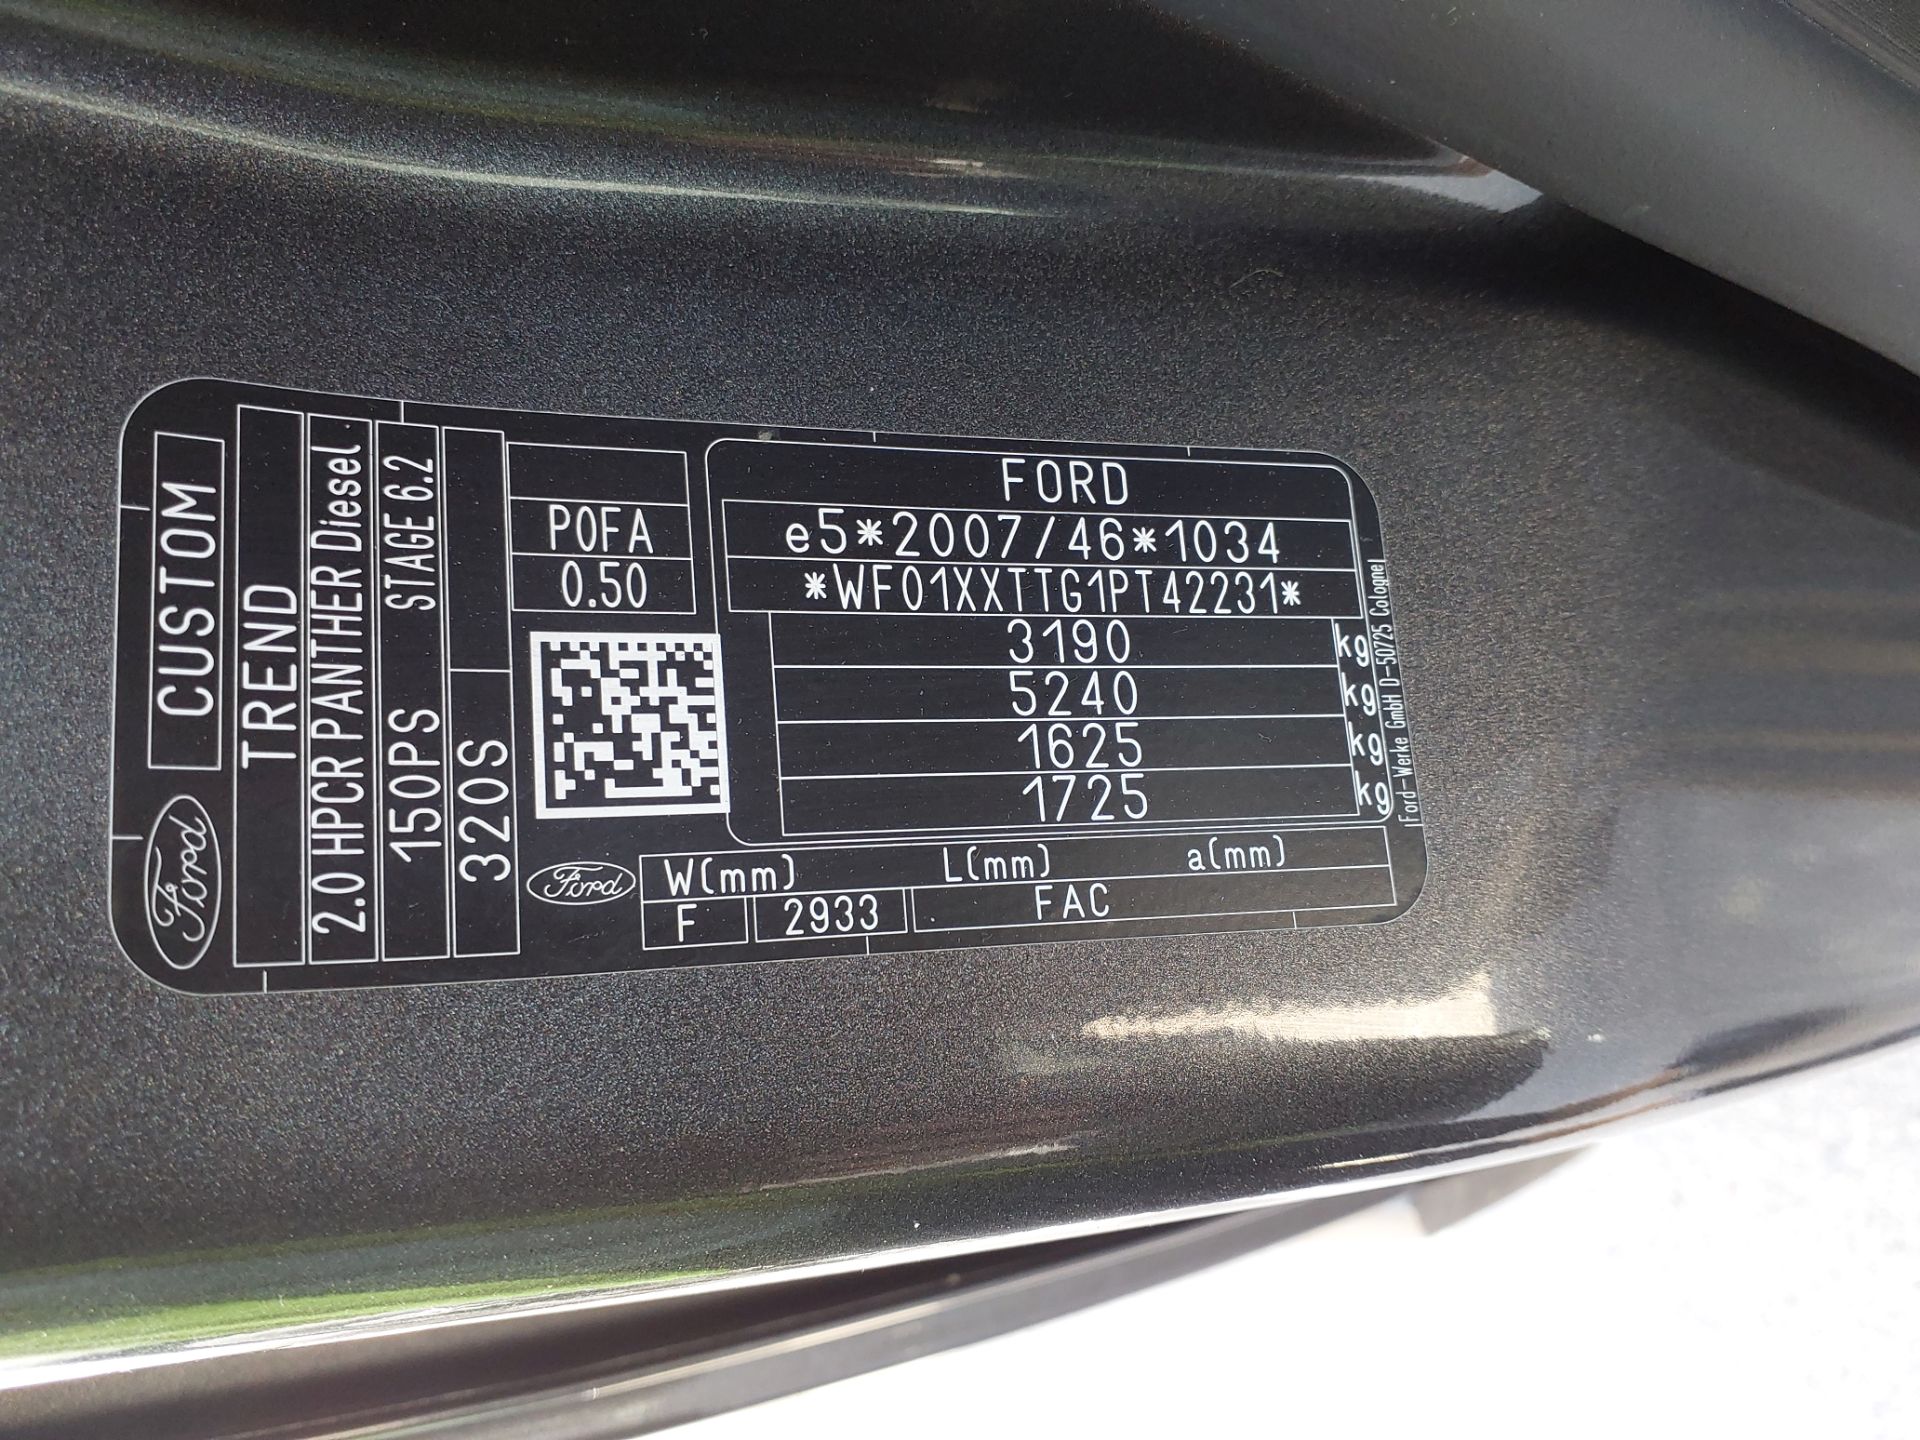 Ford
CUSTOM
TREND
2.0 HPCR PANTHER Diesel
150PS STAGE 6.2
320S
P0FA
0.50
FORD
e5*2007/46*1034
*WF01XXTTG1PT42231*
3190 kg
5240 kg
1625 kg
1725 kg
Ford-Werke GmbH D-50725 Cologne
Ford
W(mm) L(mm) a(mm)
F 2933 FAC